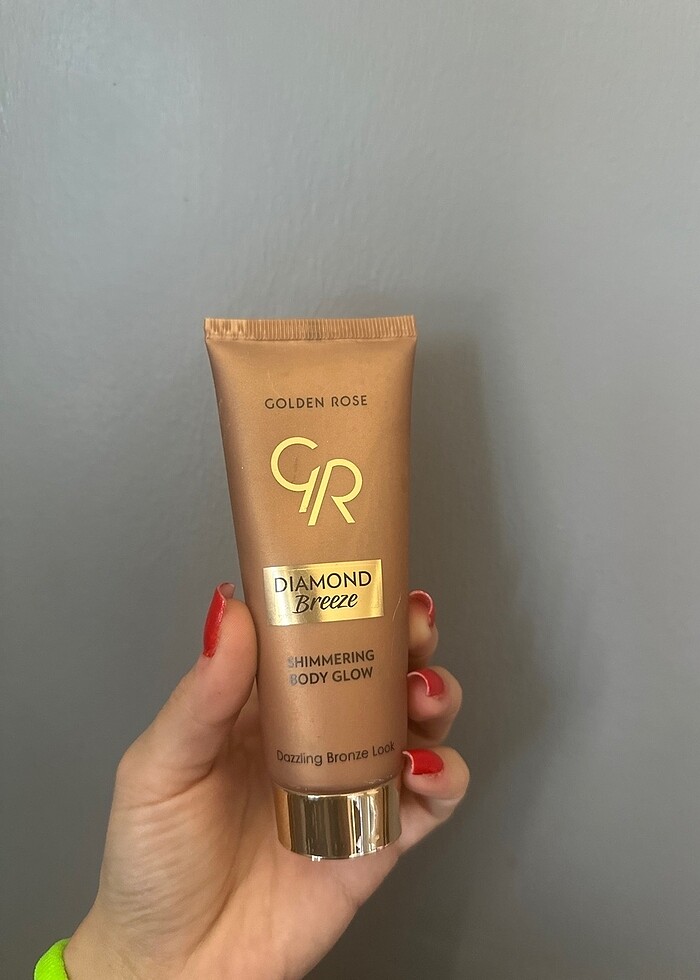 GOLDEN ROSE
GR
DIAMOND
Breeze
SHIMMERING
BODY GLOW
Dazzling Bronze Look